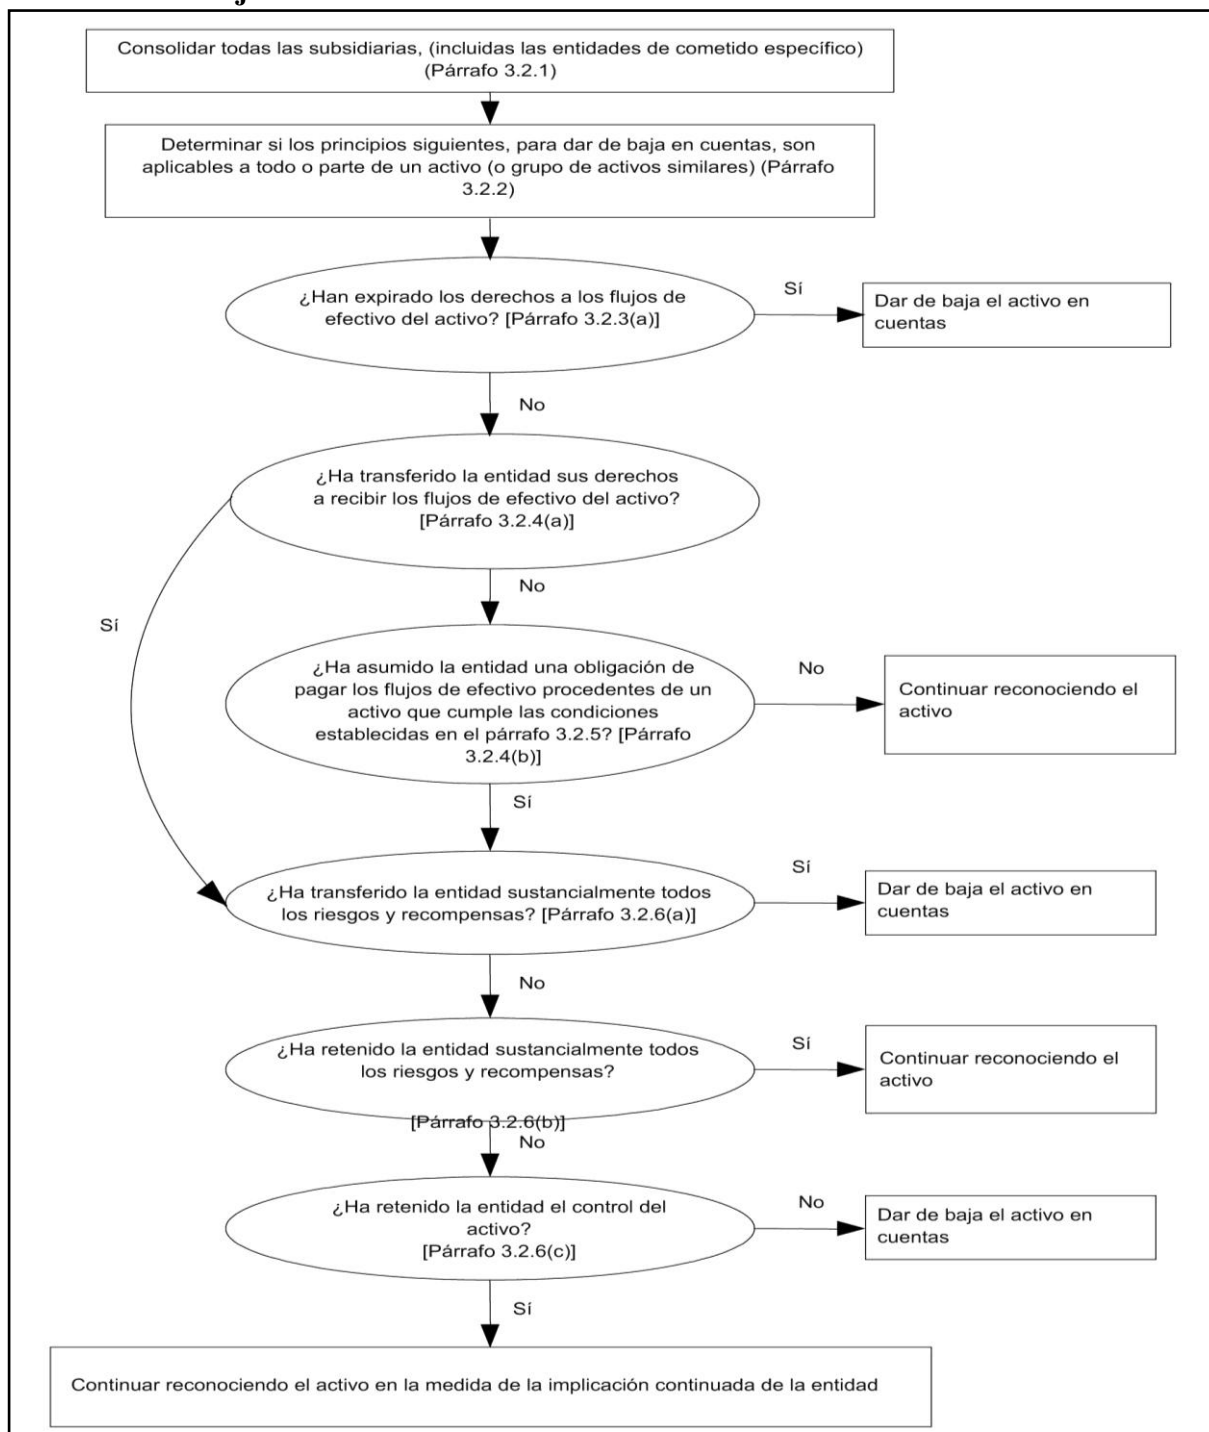 Consolidar todas las subsidiarias, (incluidas las entidades de cometido específico)
(Párrafo 3.2.1)
Determinar si los principios siguientes, para dar de baja en cuentas, son
aplicables a todo o parte de un activo (o grupo de activos similares) (Párrafo
3.2.2)
¿Han expirado los derechos a los flujos de
efectivo del activo? [Párrafo 3.2.3(a)]
Sí
Dar de baja el activo en
cuentas
No
¿Ha transferido la entidad sus derechos
a recibir los flujos de efectivo del activo?
[Párrafo 3.2.4(a)]
No
Sí
¿Ha asumido la entidad una obligación de
pagar los flujos de efectivo procedentes de un
activo que cumple las condiciones
establecidas en el párrafo 3.2.5? [Párrafo
3.2.4(b)]
No
Continuar reconociendo el
activo
Sí
¿Ha transferido la entidad sustancialmente todos
los riesgos y recompensas? [Párrafo 3.2.6(a)]
Sí
Dar de baja el activo en
cuentas
No
¿Ha retenido la entidad sustancialmente todos
los riesgos y recompensas?
[Párrafo 3.2.6(b)]
Sí
Continuar reconociendo el
activo
No
¿Ha retenido la entidad el control del
activo?
[Párrafo 3.2.6(c)]
No
Dar de baja el activo en
cuentas
Sí
Continuar reconociendo el activo en la medida de la implicación continuada de la entidad